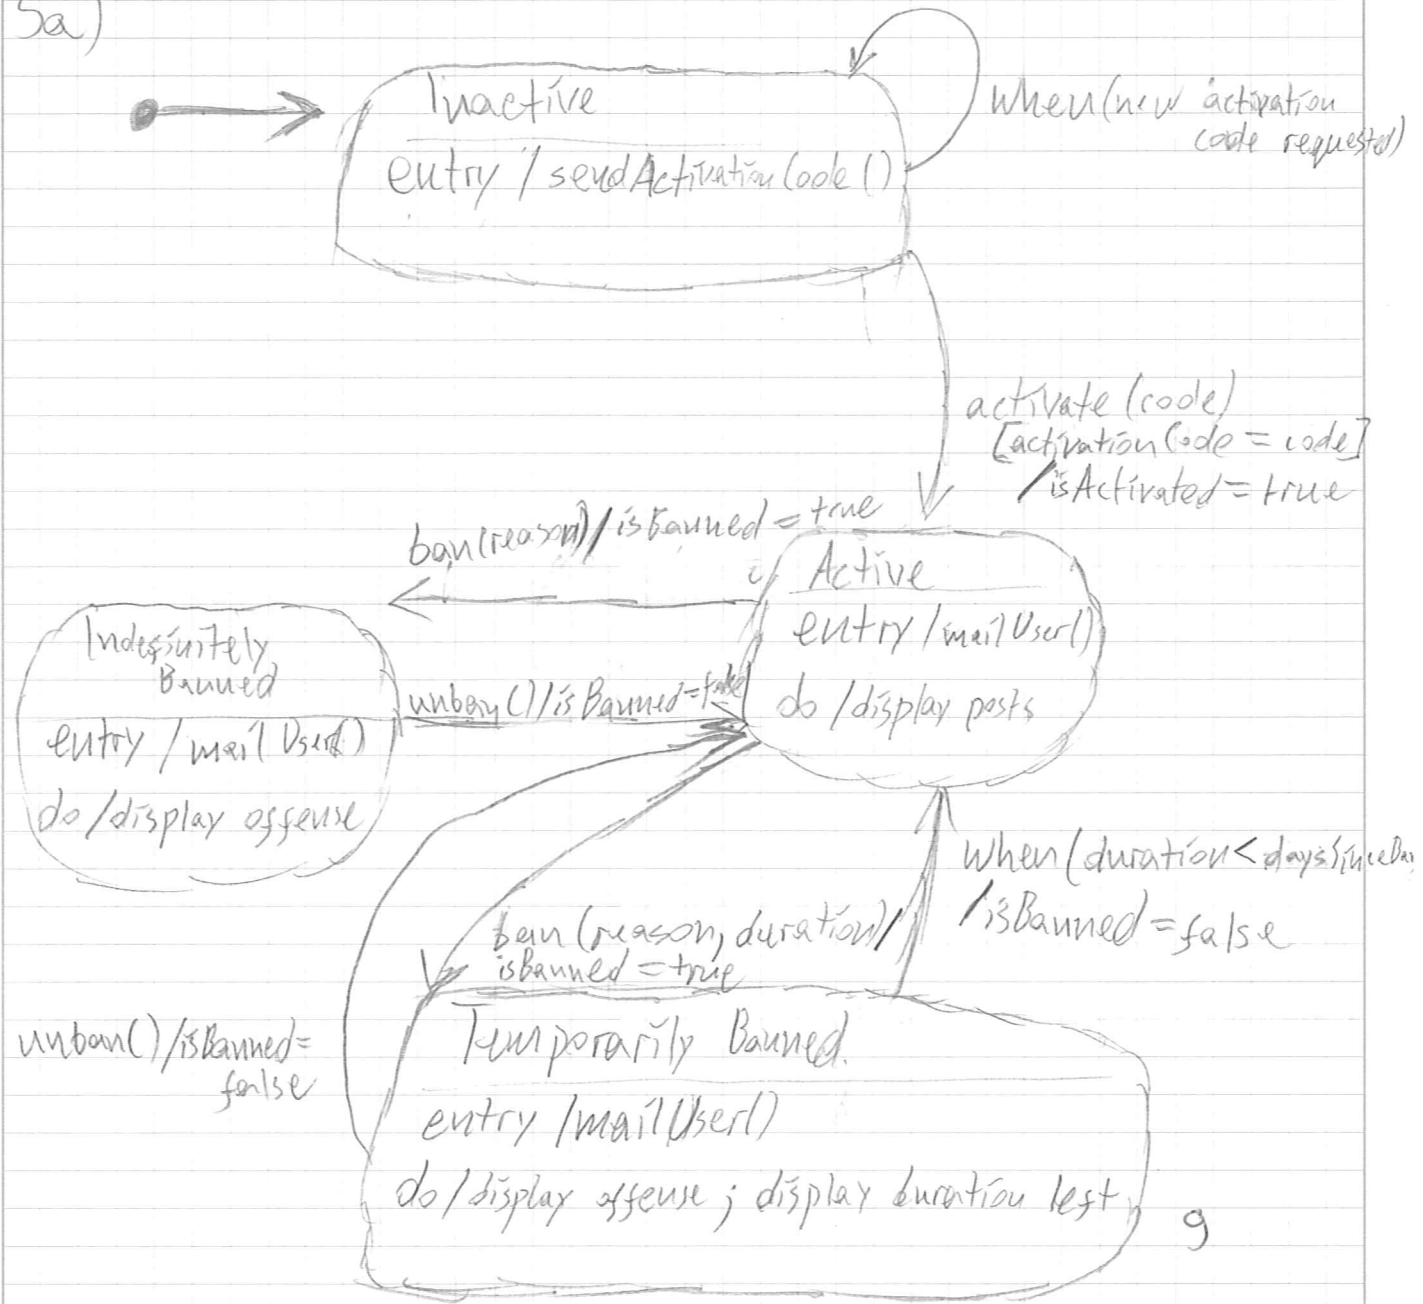 5a)
Inactive
entry / sendActivationCode ()
when (new activation
code requested)
activate (code)
[activationCode = code]
/isActivated = true
ban(reason)/isBanned = true
Active
entry /mailUser()
do /display posts
Indefinitely
Banned
entry /mailUser()
do /display offense
unban()/isBanned=false
when (duration< daysSinceBan
/isBanned = false
ban (reason, duration)/
isBanned = true
unban()/isBanned=
false
Temporarily Banned
entry /mailUser()
do/display offense ; display duration left
9